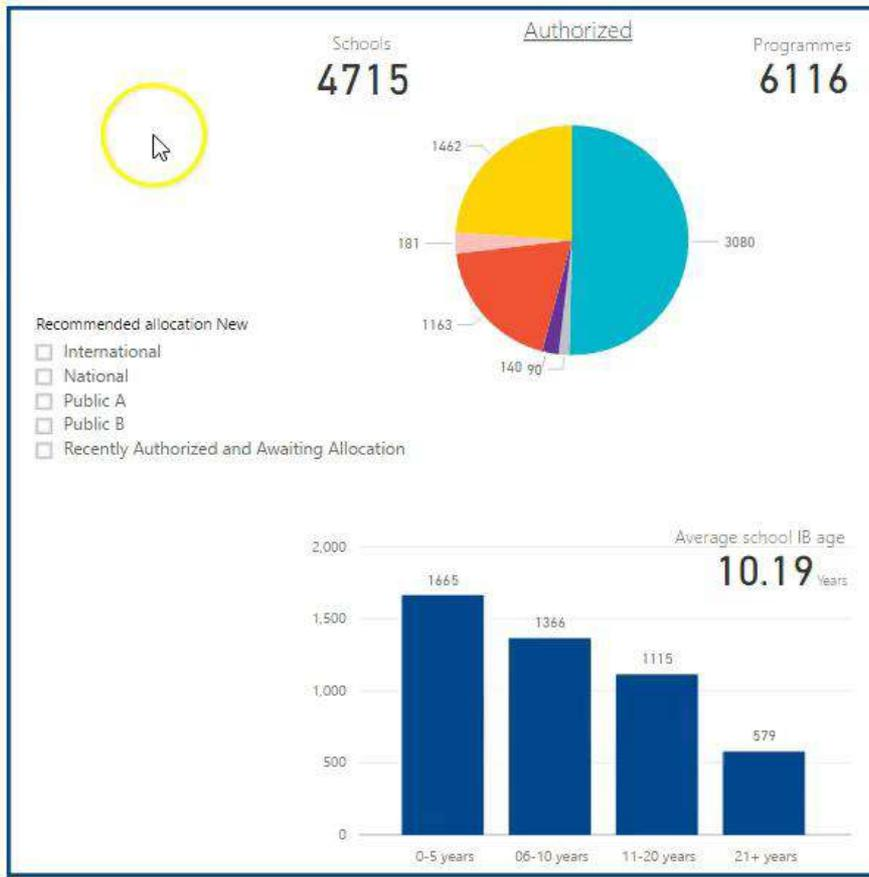 Authorized
Schools
4715
Programmes
6116
1462
181
3080
1163
140
90
Recommended allocation New
International
National
Public A
Public B
Recently Authorized and Awaiting Allocation
Average school IB age
10.19 Years
2,000
1,500
1,000
500
0
1665
1366
1115
579
0-5 years
06-10 years
11-20 years
21+ years